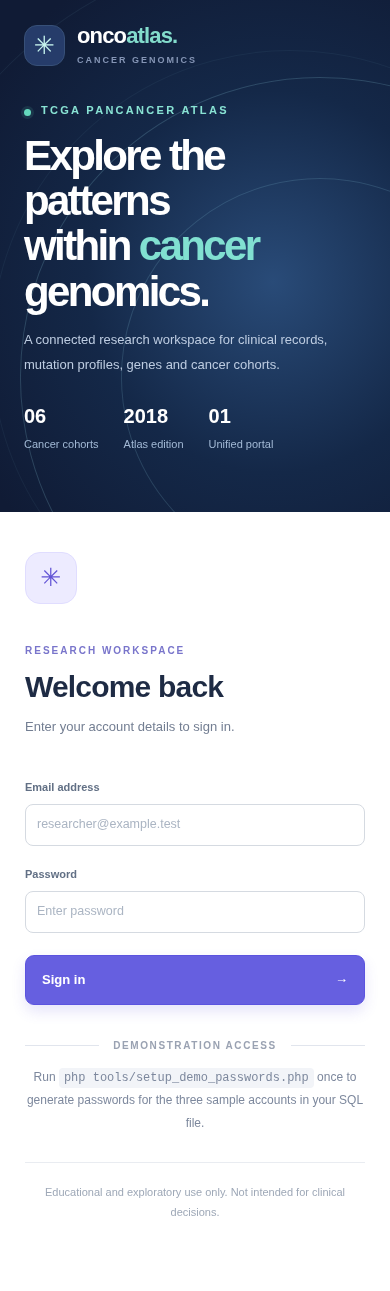 oncoatlas.
CANCER GENOMICS
TCGA PANCANCER ATLAS
Explore the
patterns
within cancer
genomics.
A connected research workspace for clinical records,
mutation profiles, genes and cancer cohorts.
06 2018 01
Cancer cohorts Atlas edition Unified portal
RESEARCH WORKSPACE
Welcome back
Enter your account details to sign in.
Email address
researcher@example.test
Password
Enter password
Sign in →
DEMONSTRATION ACCESS
Run php tools/setup_demo_passwords.php once to
generate passwords for the three sample accounts in your SQL
file.
Educational and exploratory use only. Not intended for clinical
decisions.